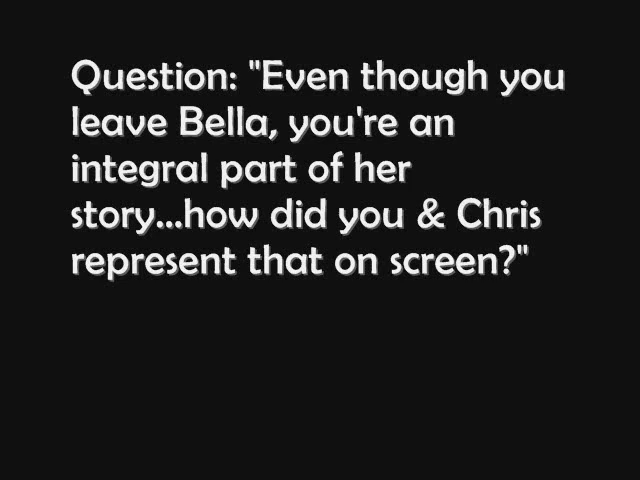 Question: "Even though you
leave Bella, you're an
integral part of her
story...how did you & Chris
represent that on screen?"